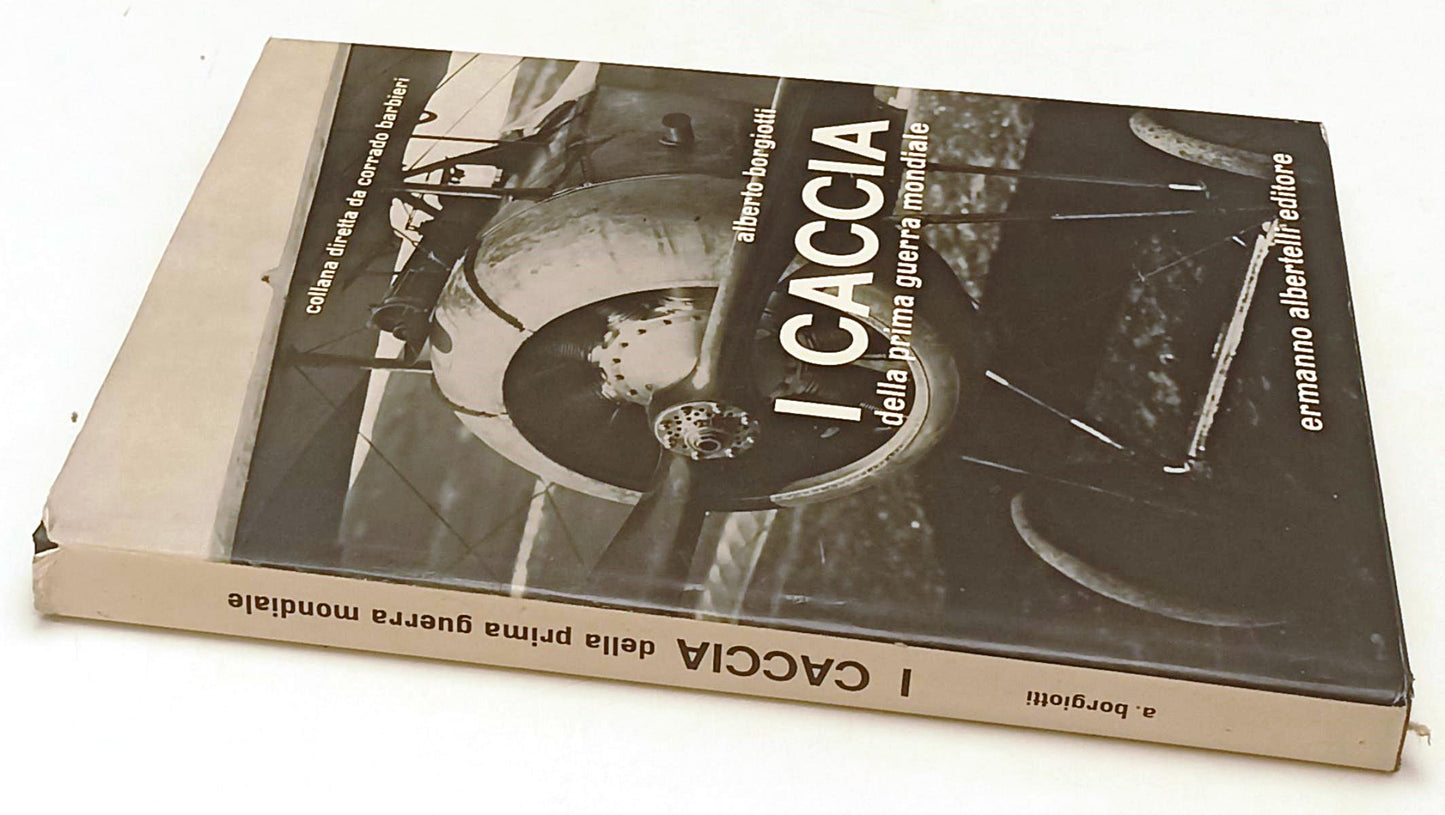 collana diretta da corrado barbieri
alberto borgiotti
I CACCIA
della prima guerra mondiale
ermanno albertelli editore
a. borgiotti I CACCIA della prima guerra mondiale